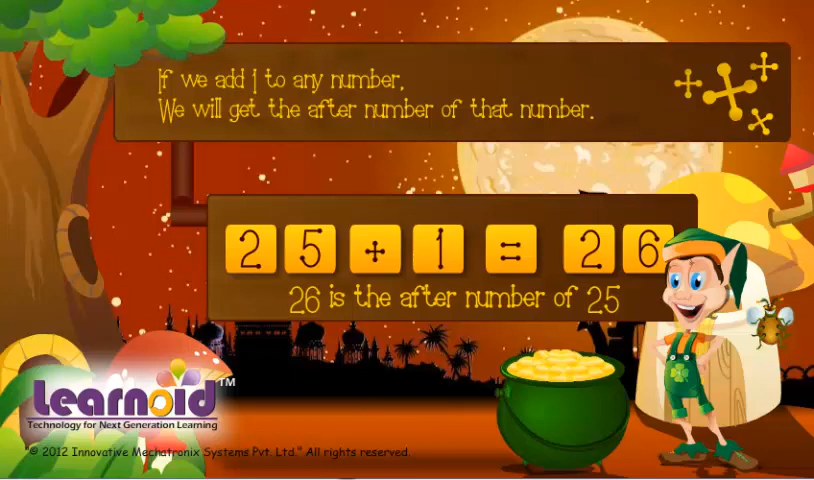 If we add 1 to any number,
We will get the after number of that number.
2 5 + 1 = 2 6
26 is the after number of 25
Learnoid™
Technology for Next Generation Learning
"© 2012 Innovative Mechatronix Systems Pvt. Ltd." All rights reserved.